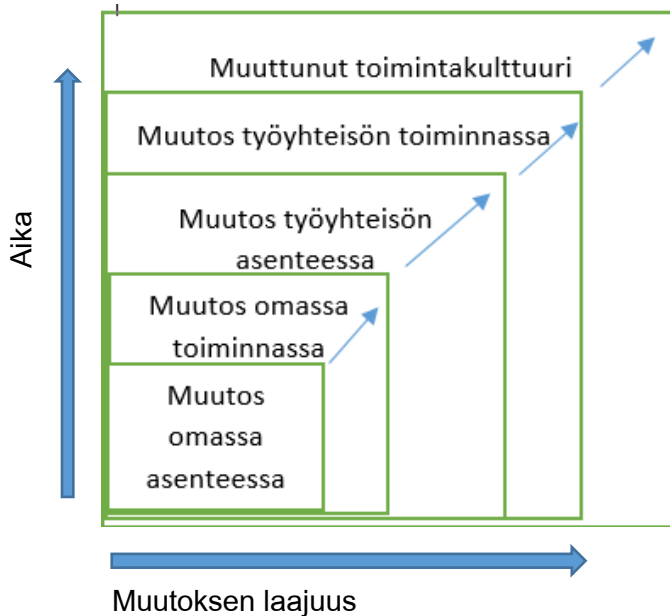 Muuttunut toimintakulttuuri
Muutos työyhteisön toiminnassa
Muutos työyhteisön
asenteessa
Muutos omassa
toiminnassa
Muutos
omassa
asenteessa
Aika
Muutoksen laajuus